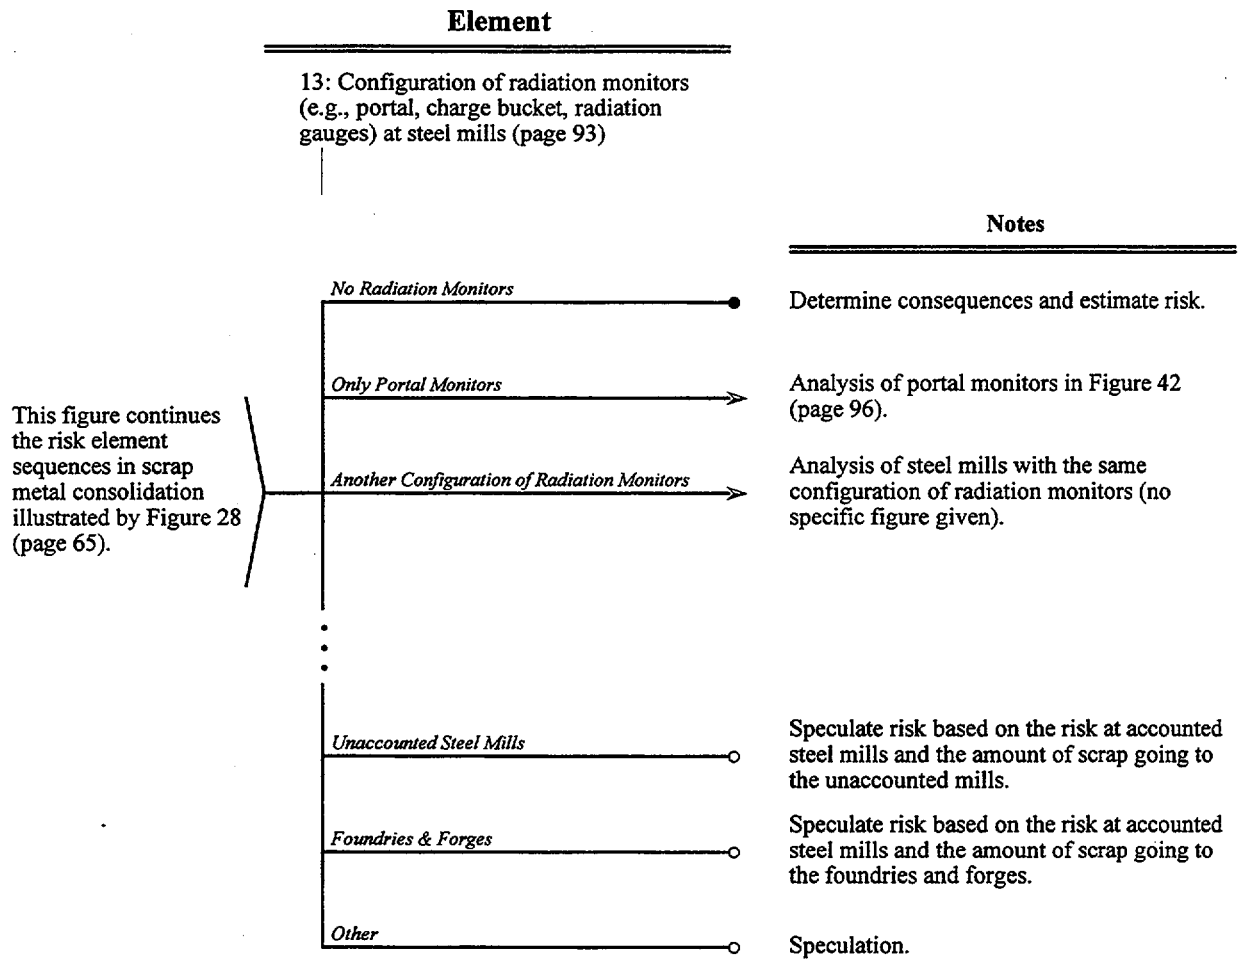 Element
13: Configuration of radiation monitors
(e.g., portal, charge bucket, radiation
gauges) at steel mills (page 93)
Notes
No Radiation Monitors
Determine consequences and estimate risk.
Only Portal Monitors
Analysis of portal monitors in Figure 42
(page 96).
This figure continues
the risk element
sequences in scrap
metal consolidation
illustrated by Figure 28
(page 65).
Another Configuration of Radiation Monitors
Analysis of steel mills with the same
configuration of radiation monitors (no
specific figure given).
Unaccounted Steel Mills
Speculate risk based on the risk at accounted
steel mills and the amount of scrap going to
the unaccounted mills.
Foundries & Forges
Speculate risk based on the risk at accounted
steel mills and the amount of scrap going to
the foundries and forges.
Other
Speculation.